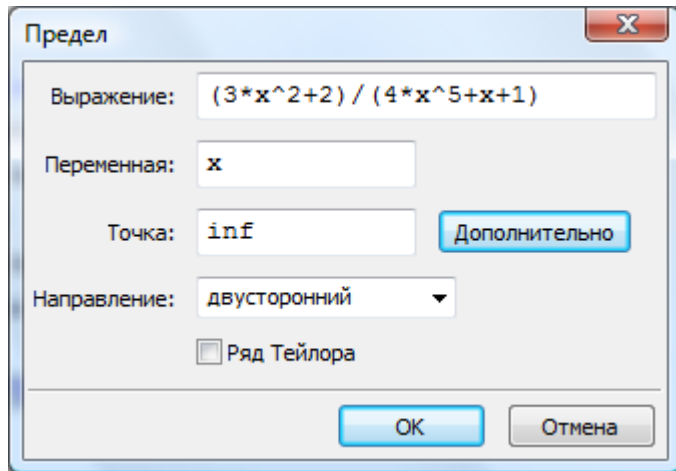 Предел
Выражение: (3*x^2+2)/(4*x^5+x+1)
Переменная: x
Точка: inf Дополнительно
Направление: двусторонний
Ряд Тейлора
OK Отмена